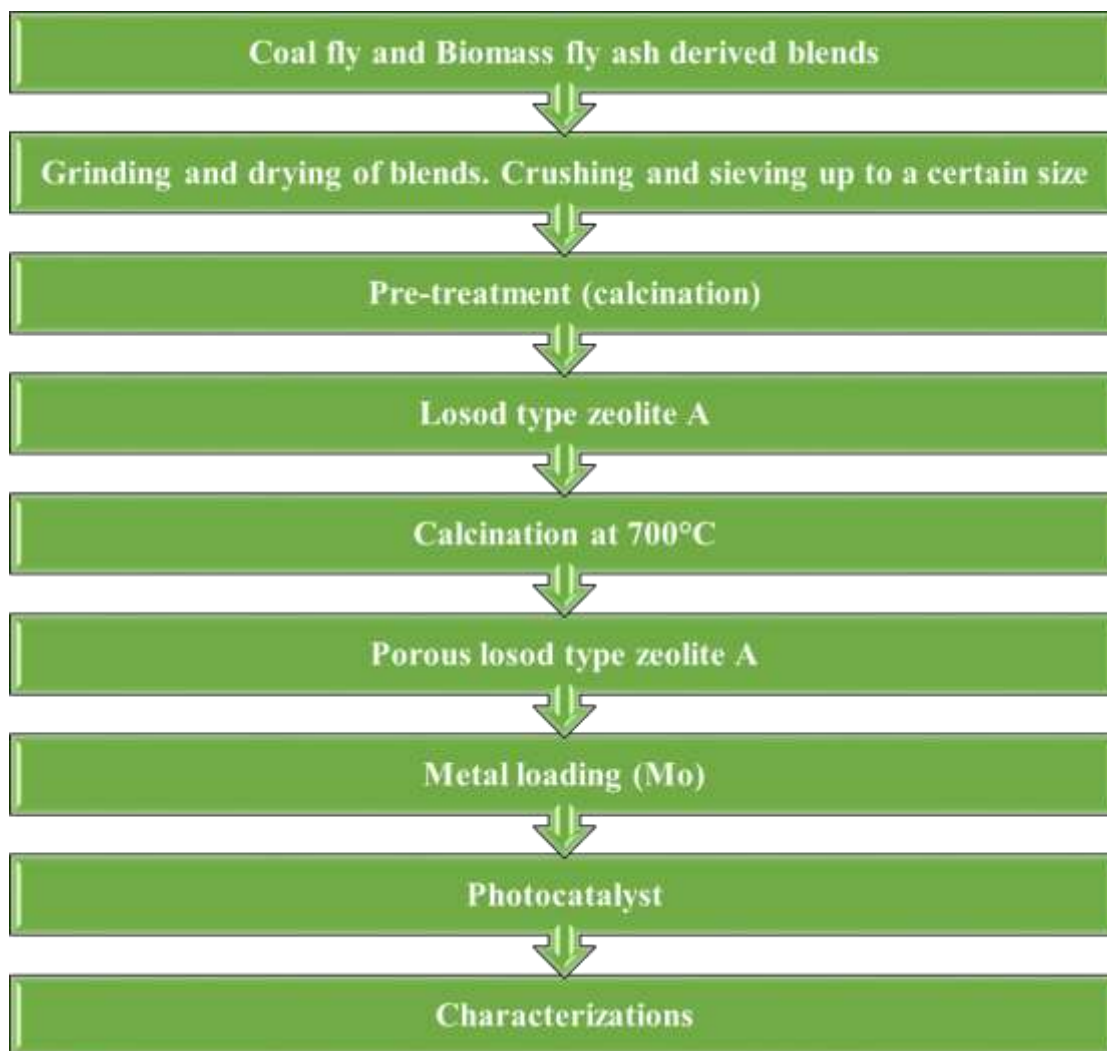 Coal fly and Biomass fly ash derived blends
Grinding and drying of blends. Crushing and sieving up to a certain size
Pre-treatment (calcination)
Losod type zeolite A
Calcination at 700°C
Porous losod type zeolite A
Metal loading (Mo)
Photocatalyst
Characterizations